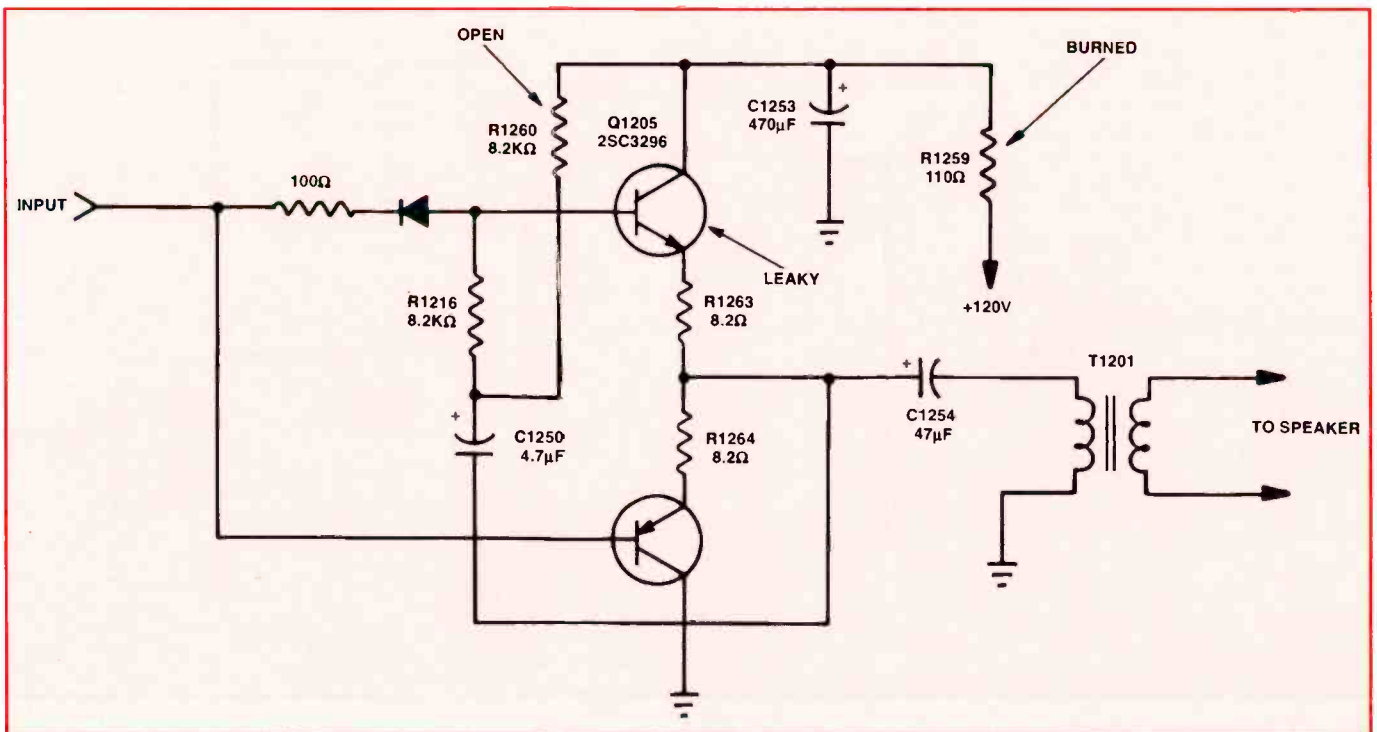 OPEN
BURNED
R1260
8.2KΩ
Q1205
2SC3296
C1253
470µF
+
R1259
110Ω
INPUT
100Ω
LEAKY
R1216
8.2KΩ
R1263
8.2Ω
+120V
T1201
+
C1254
47µF
TO SPEAKER
+
C1250
4.7µF
R1264
8.2Ω